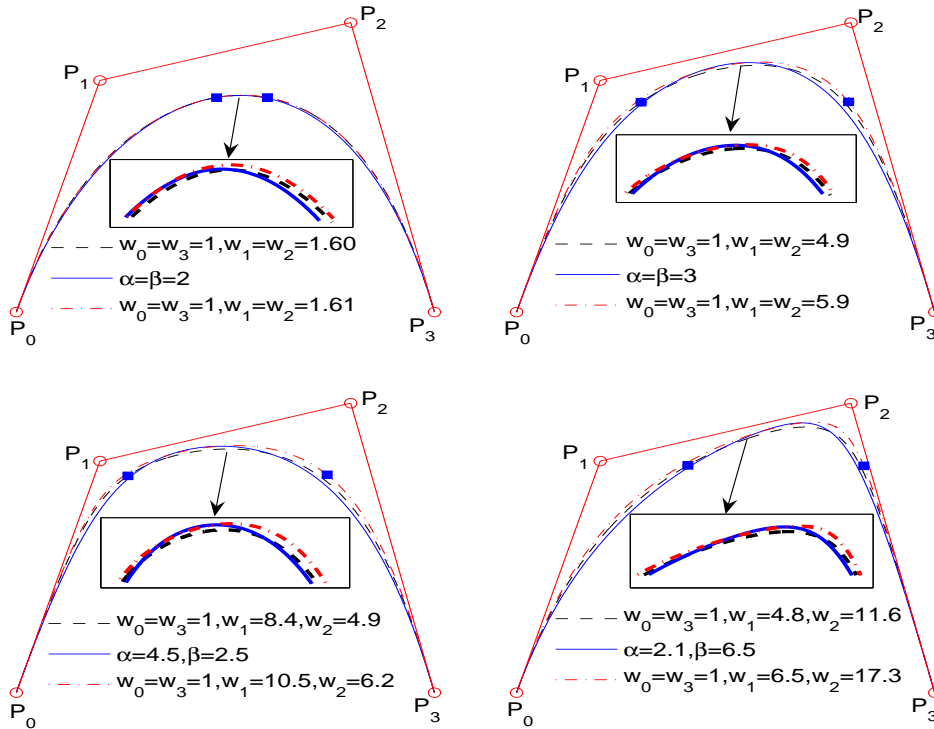 P₂
P₁
w₀=w₃=1,w₁=w₂=1.60
α=β=2
w₀=w₃=1,w₁=w₂=1.61
P₀
P₃
P₂
P₁
w₀=w₃=1,w₁=w₂=4.9
α=β=3
w₀=w₃=1,w₁=w₂=5.9
P₀
P₃
P₂
P₁
w₀=w₃=1,w₁=8.4,w₂=4.9
α=4.5,β=2.5
w₀=w₃=1,w₁=10.5,w₂=6.2
P₀
P₃
P₂
P₁
w₀=w₃=1,w₁=4.8,w₂=11.6
α=2.1,β=6.5
w₀=w₃=1,w₁=6.5,w₂=17.3
P₀
P₃